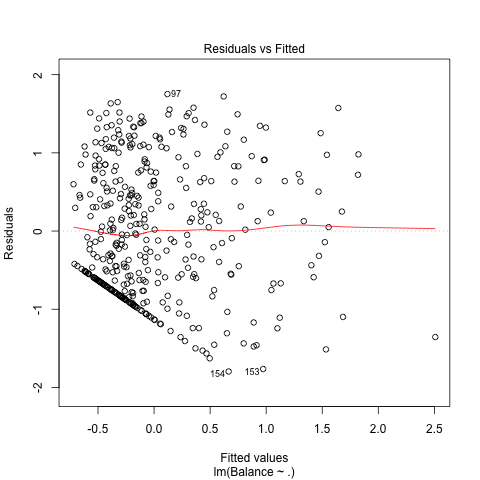 Residuals vs Fitted
2
1
0
-1
-2
Residuals
97
154
153
-0.5 0.0 0.5 1.0 1.5 2.0 2.5
Fitted values
lm(Balance ~ .)